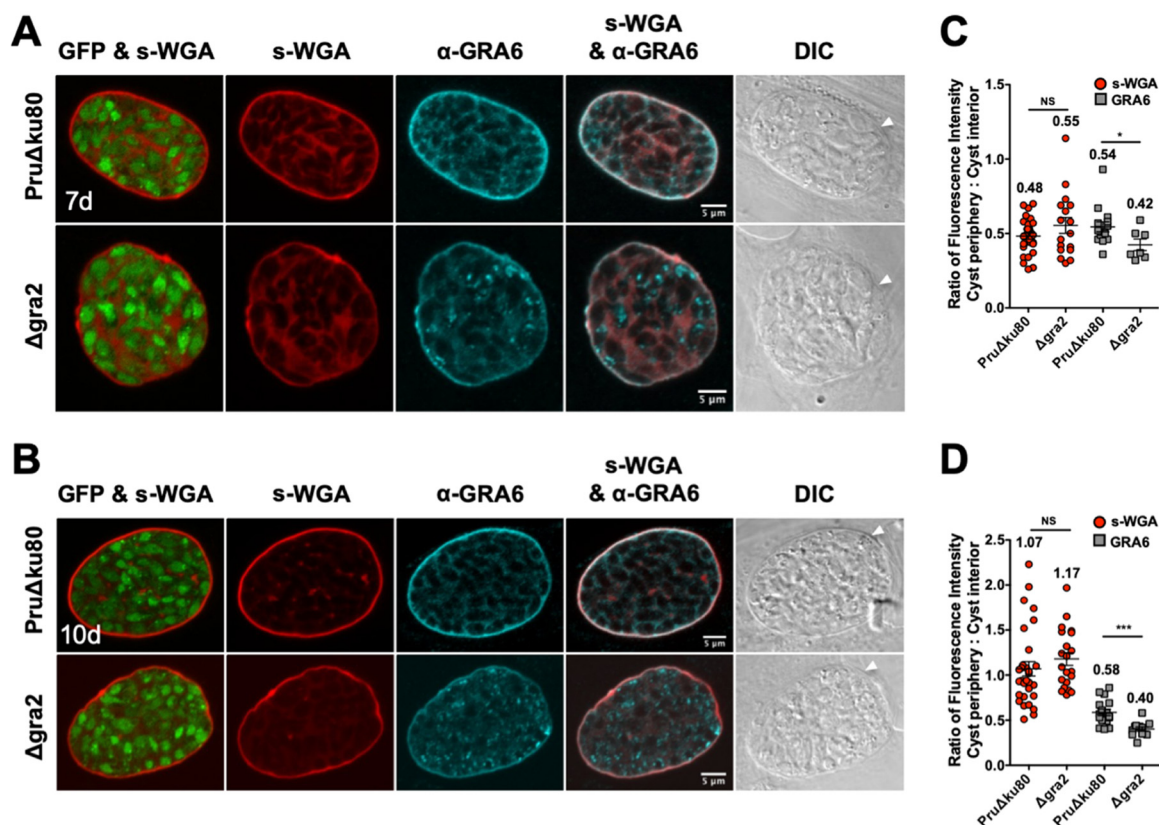 A
GFP & s-WGA
s-WGA
α-GRA6
s-WGA
& α-GRA6
DIC
PruΔku80
7d
5 µm
Δgra2
5 µm
B
GFP & s-WGA
s-WGA
α-GRA6
s-WGA
& α-GRA6
DIC
PruΔku80
10d
5 µm
Δgra2
5 µm
C
s-WGA
GRA6
Ratio of Fluorescence Intensity
Cyst periphery : Cyst interior
1.5
1.0
0.5
0.0
NS
0.48
0.55
0.54
*
0.42
PruΔku80
Δgra2
PruΔku80
Δgra2
D
s-WGA
GRA6
Ratio of Fluorescence Intensity
Cyst periphery : Cyst interior
2.5
2.0
1.5
1.0
0.5
0.0
NS
1.07
1.17
***
0.58
0.40
PruΔku80
Δgra2
PruΔku80
Δgra2